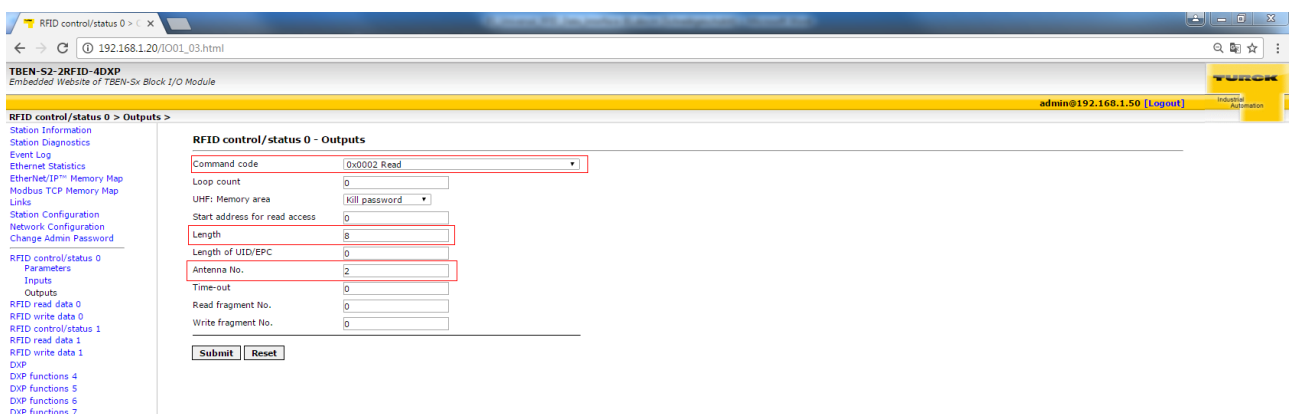 RFID control/status 0 > 
192.168.1.20/IO01_03.html
TBEN-S2-2RFID-4DXP
Embedded Website of TBEN-Sx Block I/O Module
TURCK
Industrial
Automation
admin@192.168.1.50 [Logout]
RFID control/status 0 > Outputs >
Station Information
Station Diagnostics
Event Log
Ethernet Statistics
EtherNet/IP™ Memory Map
Modbus TCP Memory Map
Links
Station Configuration
Network Configuration
Change Admin Password
RFID control/status 0
Parameters
Inputs
Outputs
RFID read data 0
RFID write data 0
RFID control/status 1
RFID read data 1
RFID write data 1
DXP
DXP functions 4
DXP functions 5
DXP functions 6
DXP functions 7
RFID control/status 0 - Outputs
Command code 0x0002 Read
Loop count 0
UHF: Memory area Kill password
Start address for read access 0
Length 8
Length of UID/EPC 0
Antenna No. 2
Time-out 0
Read fragment No. 0
Write fragment No. 0
Submit Reset